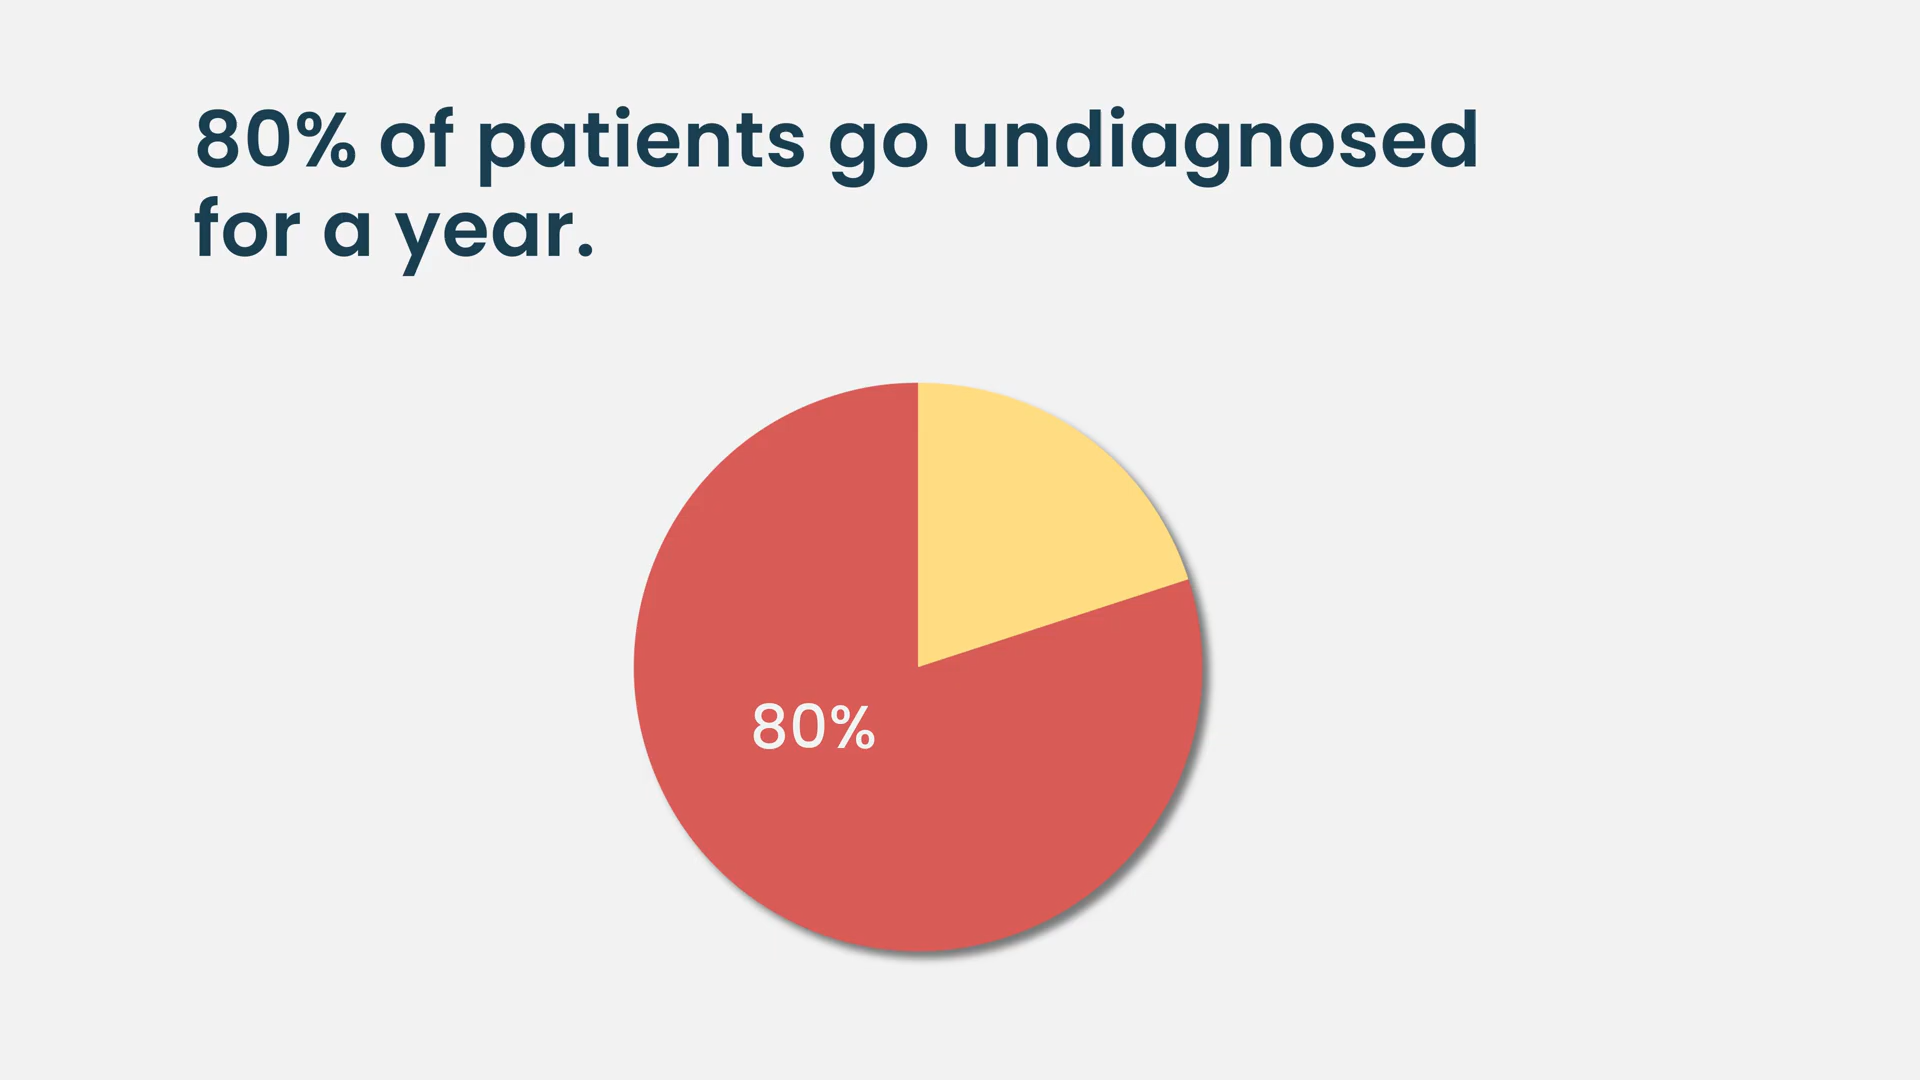 80% of patients go undiagnosed
for a year.
80%